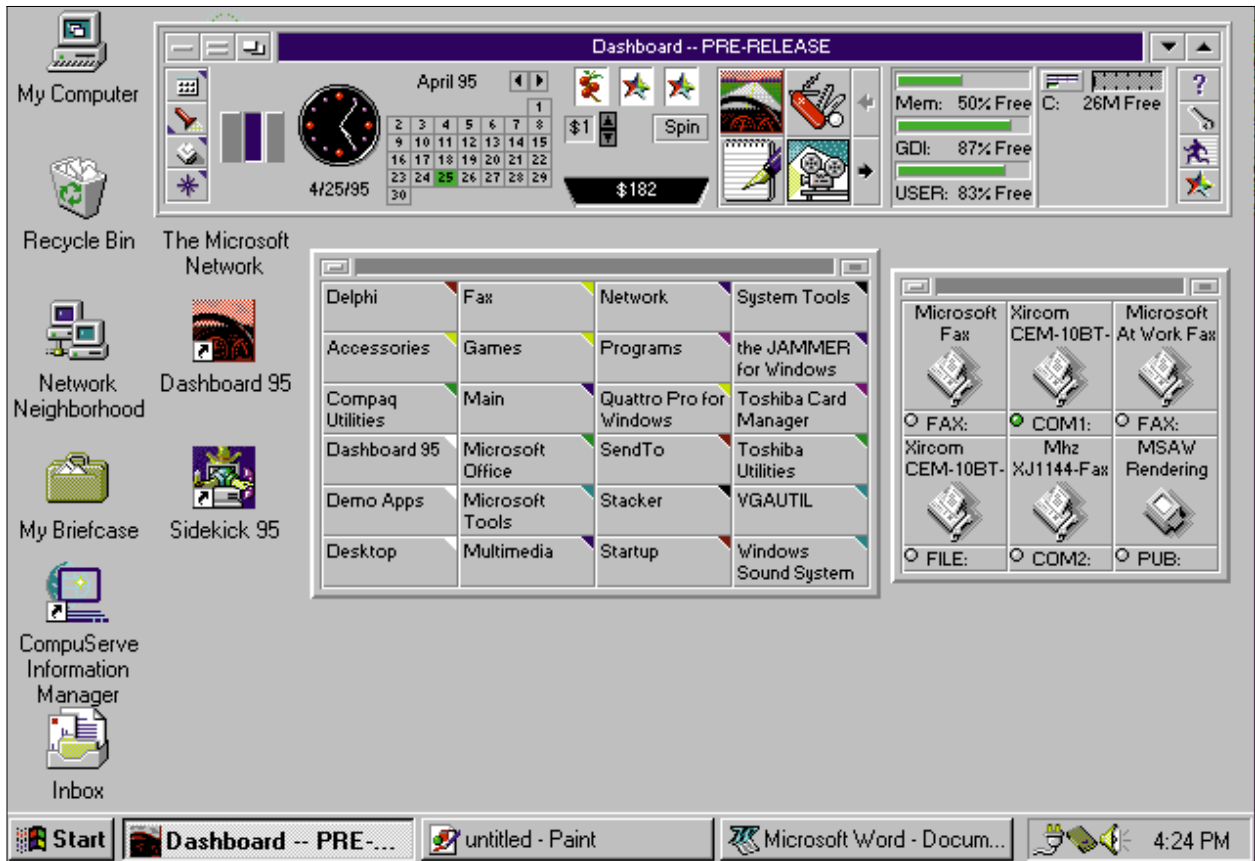 My Computer
Recycle Bin
Network
Neighborhood
My Briefcase
CompuServe
Information
Manager
Inbox
The Microsoft
Network
Dashboard 95
Sidekick 95
Dashboard -- PRE-RELEASE
4/25/95
April 95
1
2 3 4 5 6 7 8
9 10 11 12 13 14 15
16 17 18 19 20 21 22
23 24 25 26 27 28 29
30
$1
Spin
$182
Mem: 50% Free
GDI: 87% Free
USER: 83% Free
C: 26M Free
?
Delphi
Fax
Network
System Tools
Accessories
Games
Programs
the JAMMER
for Windows
Compaq
Utilities
Main
Quattro Pro for
Windows
Toshiba Card
Manager
Dashboard 95
Microsoft
Office
SendTo
Toshiba
Utilities
Demo Apps
Microsoft
Tools
Stacker
VGAUTIL
Desktop
Multimedia
Startup
Windows
Sound System
Microsoft
Fax
FAX:
Xircom
CEM-10BT-
COM1:
Microsoft
At Work Fax
FAX:
Xircom
CEM-10BT-
FILE:
Mhz
XJ1144-Fax
COM2:
MSAW
Rendering
PUB:
Start
Dashboard -- PRE-...
untitled - Paint
Microsoft Word - Docum...
4:24 PM